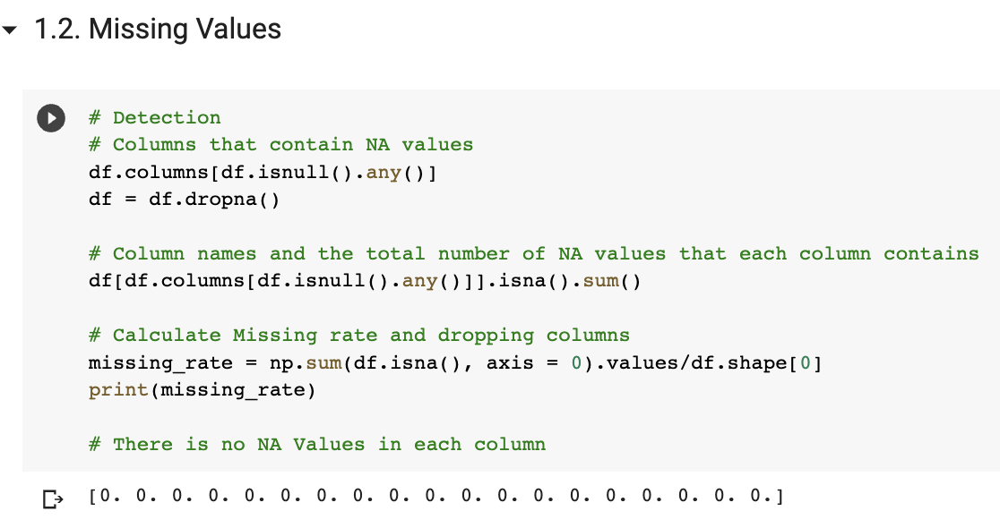 1.2. Missing Values
# Detection
# Columns that contain NA values
df.columns[df.isnull().any()]
df = df.dropna()
# Column names and the total number of NA values that each column contains
df[df.columns[df.isnull().any()]].isna().sum()
# Calculate Missing rate and dropping columns
missing_rate = np.sum(df.isna(), axis = 0).values/df.shape[0]
print(missing_rate)
# There is no NA Values in each column
[0. 0. 0. 0. 0. 0. 0. 0. 0. 0. 0. 0. 0. 0. 0. 0. 0. 0. 0.]